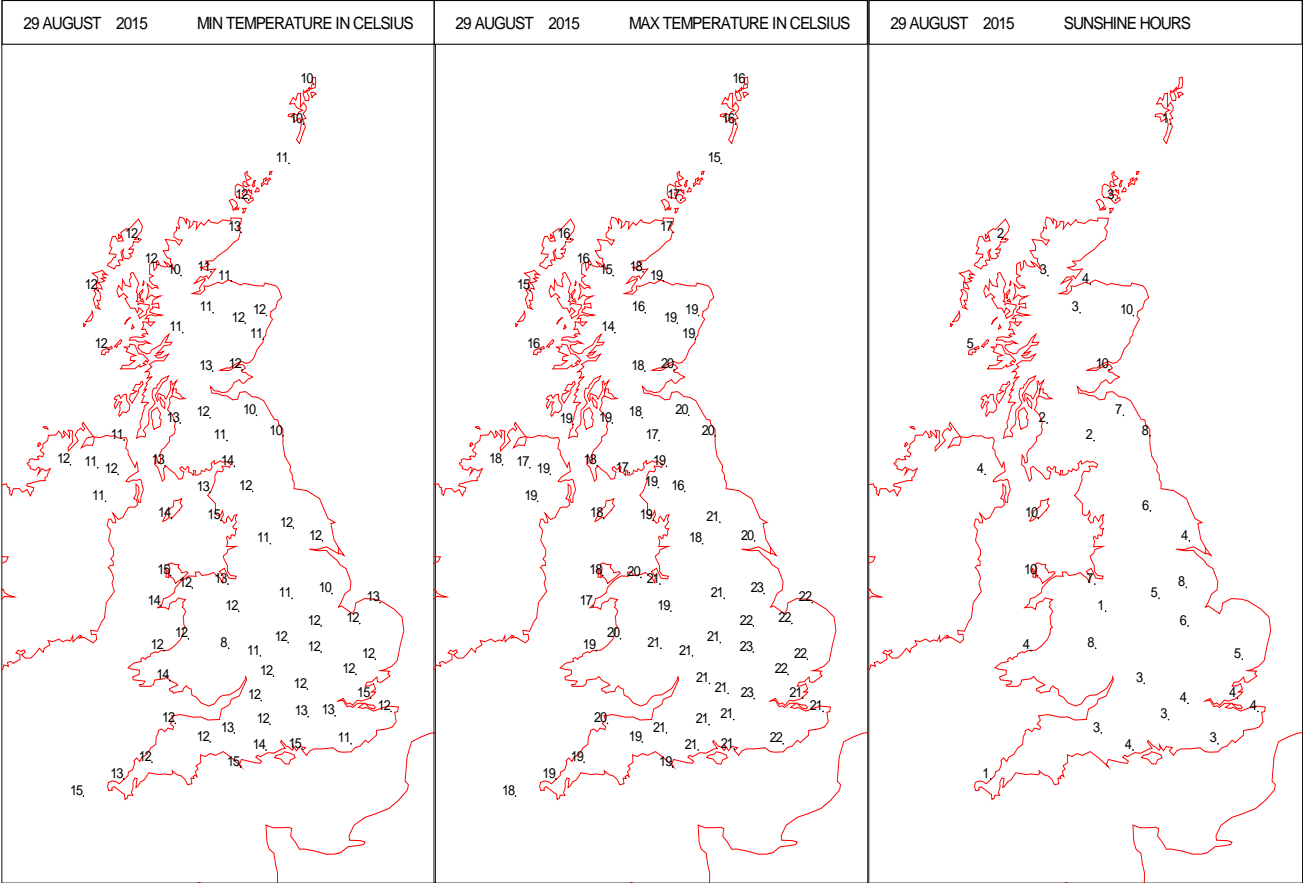 29 AUGUST 2015 MIN TEMPERATURE IN CELSIUS
10
10
11
12
13
12
12
10 11
11
12
11 12
12
11 11
12
13 12
13 12 10
11 11 10
12 11 12 13 14
11 13 12
14 15 12
11 12
15 12 13 11 10
14 12 13
12 12
12 12 8 12 12
11 12
14 12 12
12 12 15
12 12 13 13 12
12 13 14 15 11
12 15
13
15
29 AUGUST 2015 MAX TEMPERATURE IN CELSIUS
16
16
15
17
17
16
16
15 18
19
15
16 19
19
14 19
16
18 20
19 19 18 20
17 20
18 17 19 18 17 19
19 19 16
18 19 21
18 20
18 20 21 21 23
17 19 22
22 22
19 20 21 21 23
21 22
21 22
21 23 21
20 21 21 21
19 21 21 22
19 19
19
18
29 AUGUST 2015 SUNSHINE HOURS
1
3
2
3 4
3 10
5
10
2 7
2 8
4
10 6
4
10 7 5 8
1 6
4 8 5
3
4 4
3 3 4
4 3
1